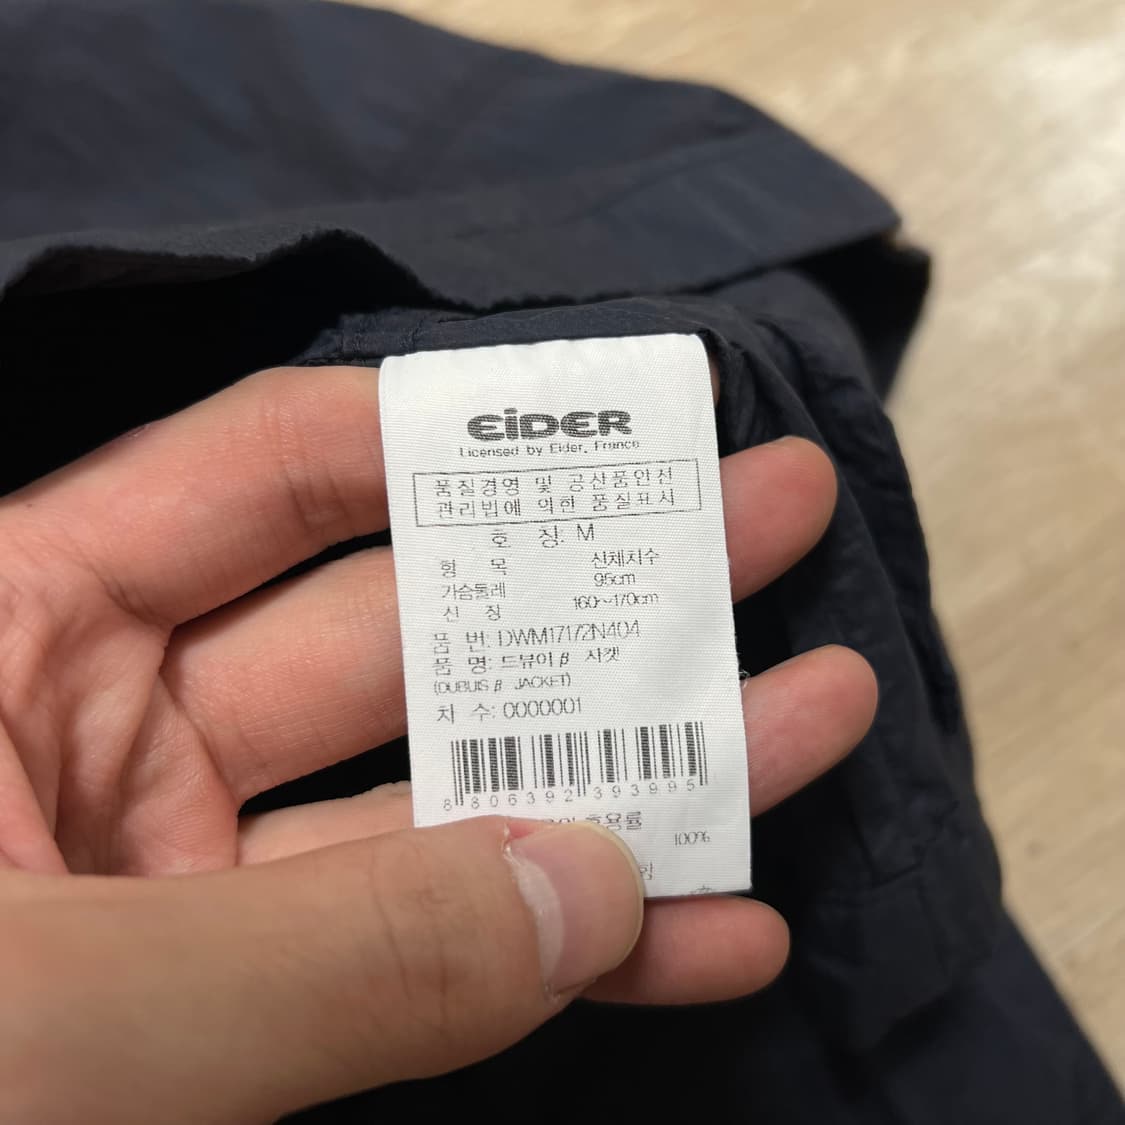 EiDER
Licensed by Eider, France
품질경영 및 공산품안전
관리법에 의한 품질표시
호 칭: M
항 목 신체치수
가슴둘레 95cm
신 장 160~170cm
품 번: DWM17172N404
품 명: 드뷔이 β 자켓
(DUBUIS β JACKET)
차 수: 0000001
8 806392 393995
100%